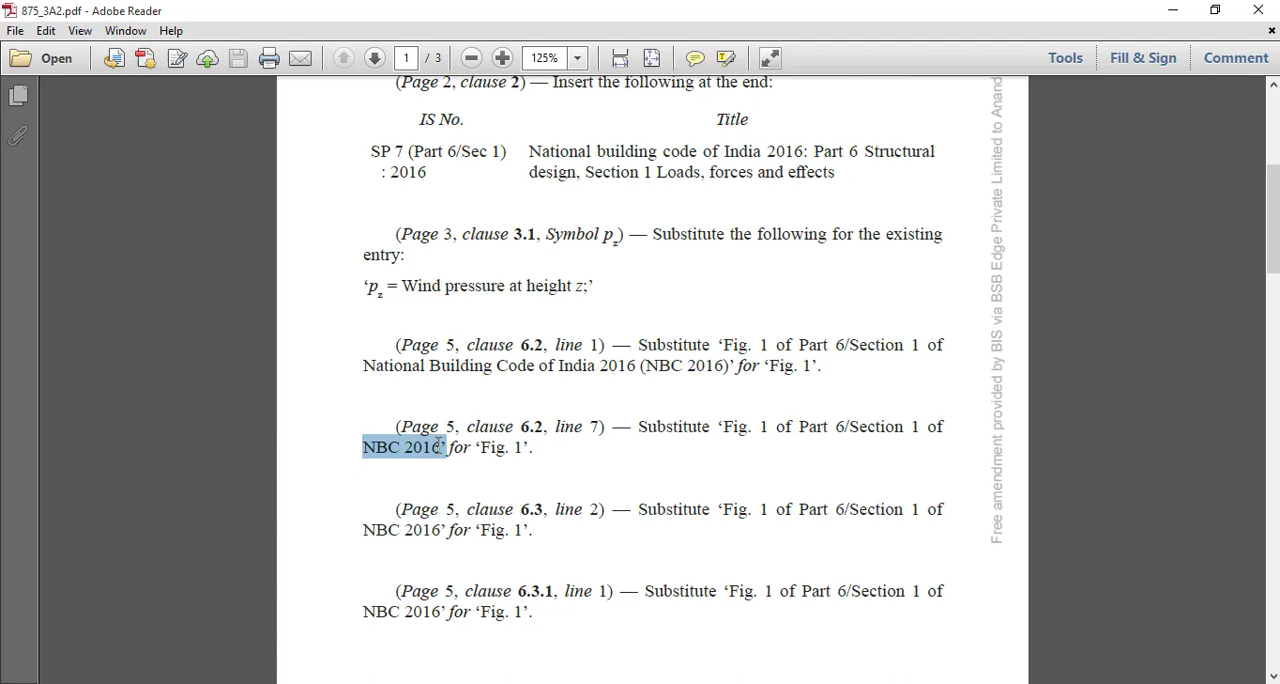 875_3A2.pdf - Adobe Reader
File Edit View Window Help
Open 1 / 3 125% Tools Fill & Sign Comment
(Page 2, clause 2) — Insert the following at the end:
IS No. Title
SP 7 (Part 6/Sec 1) National building code of India 2016: Part 6 Structural
: 2016 design, Section 1 Loads, forces and effects
(Page 3, clause 3.1, Symbol pz) — Substitute the following for the existing
entry:
‘pz = Wind pressure at height z;’
(Page 5, clause 6.2, line 1) — Substitute ‘Fig. 1 of Part 6/Section 1 of
National Building Code of India 2016 (NBC 2016)’ for ‘Fig. 1’.
(Page 5, clause 6.2, line 7) — Substitute ‘Fig. 1 of Part 6/Section 1 of
NBC 2016’ for ‘Fig. 1’.
(Page 5, clause 6.3, line 2) — Substitute ‘Fig. 1 of Part 6/Section 1 of
NBC 2016’ for ‘Fig. 1’.
(Page 5, clause 6.3.1, line 1) — Substitute ‘Fig. 1 of Part 6/Section 1 of
NBC 2016’ for ‘Fig. 1’.
Free amendment provided by BIS via BSB Edge Private Limited to Anand